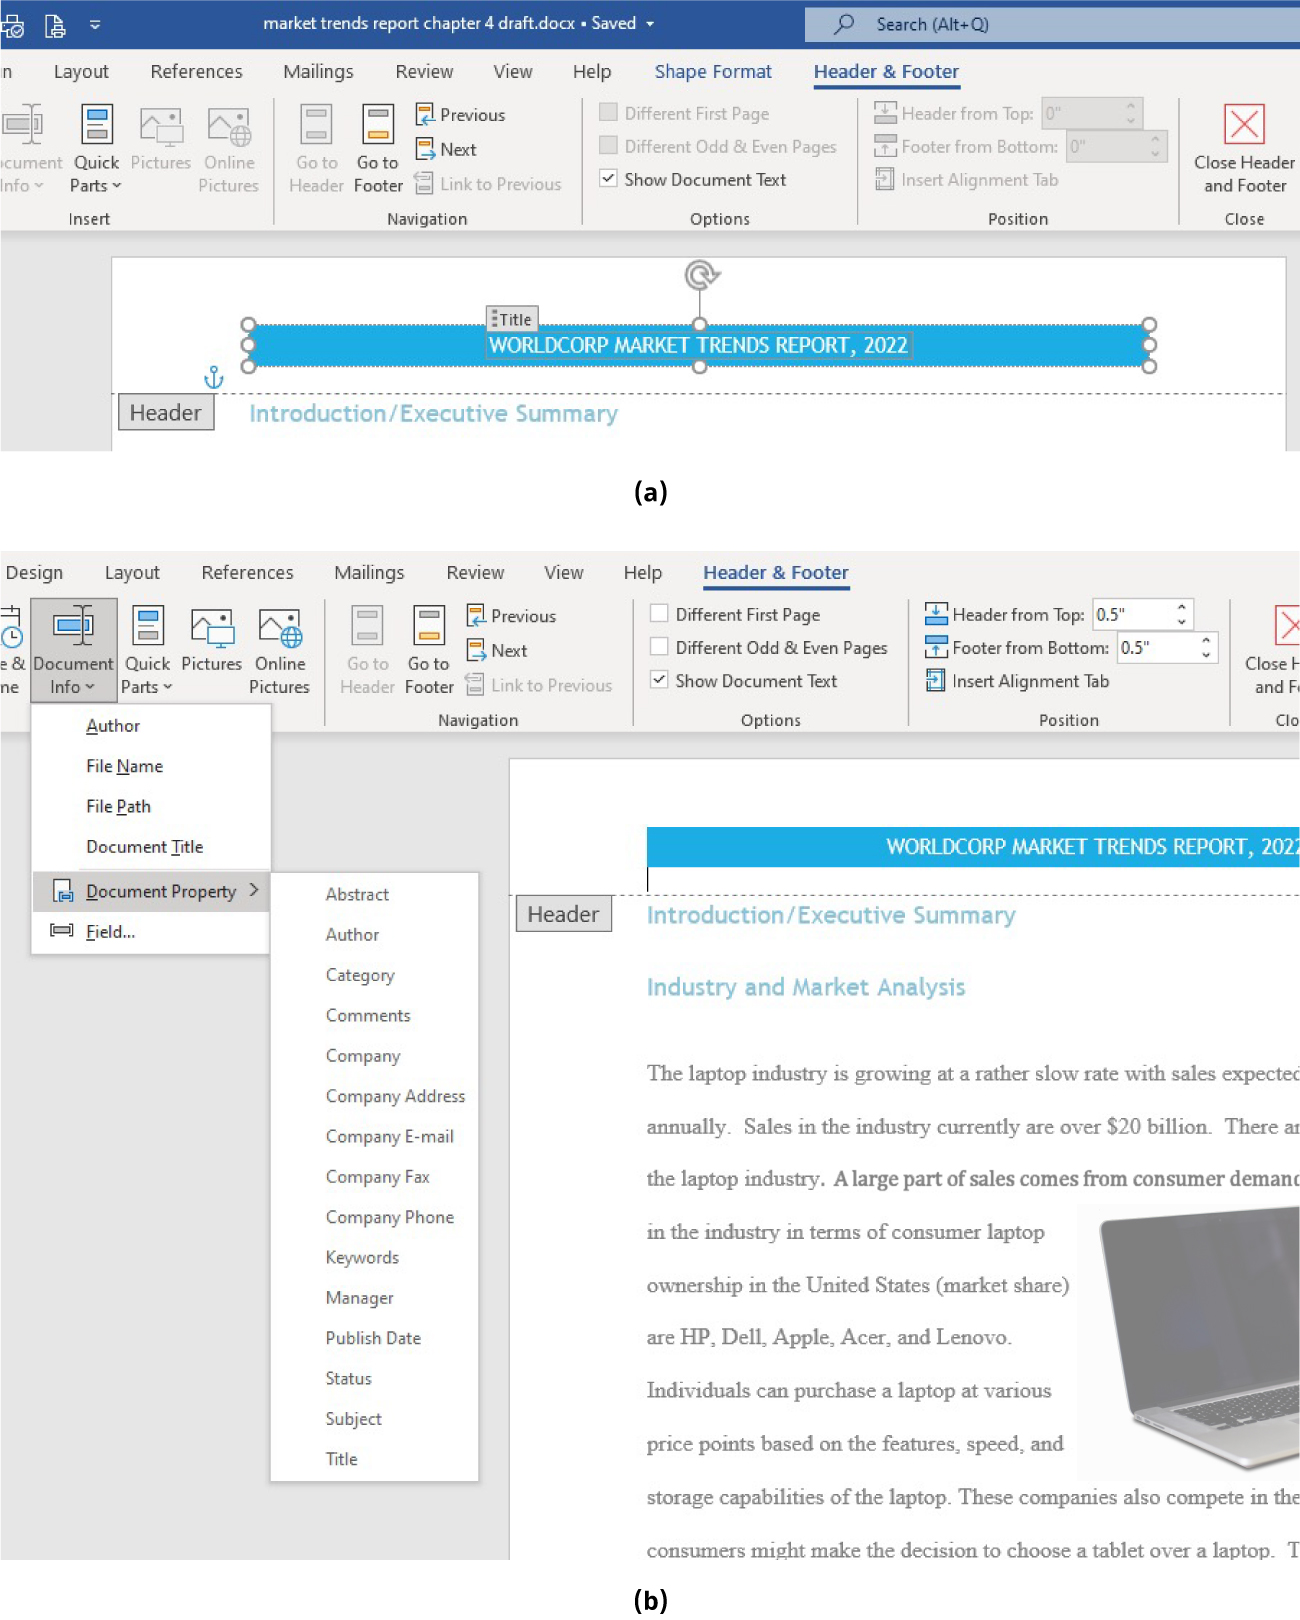 market trends report chapter 4 draft.docx • Saved
Search (Alt+Q)
n Layout References Mailings Review View Help Shape Format Header & Footer
cument Info
Quick Parts
Pictures
Online Pictures
Insert
Go to Header
Go to Footer
Previous
Next
Link to Previous
Navigation
Different First Page
Different Odd & Even Pages
Show Document Text
Options
Header from Top: 0"
Footer from Bottom: 0"
Insert Alignment Tab
Position
Close Header and Footer
Close
Title
WORLDCORP MARKET TRENDS REPORT, 2022
Header
Introduction/Executive Summary
(a)
Design Layout References Mailings Review View Help Header & Footer
e & me
Document Info
Quick Parts
Pictures
Online Pictures
Go to Header
Go to Footer
Previous
Next
Link to Previous
Navigation
Different First Page
Different Odd & Even Pages
Show Document Text
Options
Header from Top: 0.5"
Footer from Bottom: 0.5"
Insert Alignment Tab
Position
Close H
and F
Clo
Author
File Name
File Path
Document Title
Document Property
Field...
Abstract
Author
Category
Comments
Company
Company Address
Company E-mail
Company Fax
Company Phone
Keywords
Manager
Publish Date
Status
Subject
Title
WORLDCORP MARKET TRENDS REPORT, 2022
Header
Introduction/Executive Summary
Industry and Market Analysis
The laptop industry is growing at a rather slow rate with sales expected
annually. Sales in the industry currently are over $20 billion. There ar
the laptop industry. A large part of sales comes from consumer demand
in the industry in terms of consumer laptop
ownership in the United States (market share)
are HP, Dell, Apple, Acer, and Lenovo.
Individuals can purchase a laptop at various
price points based on the features, speed, and
storage capabilities of the laptop. These companies also compete in the
consumers might make the decision to choose a tablet over a laptop. T
(b)